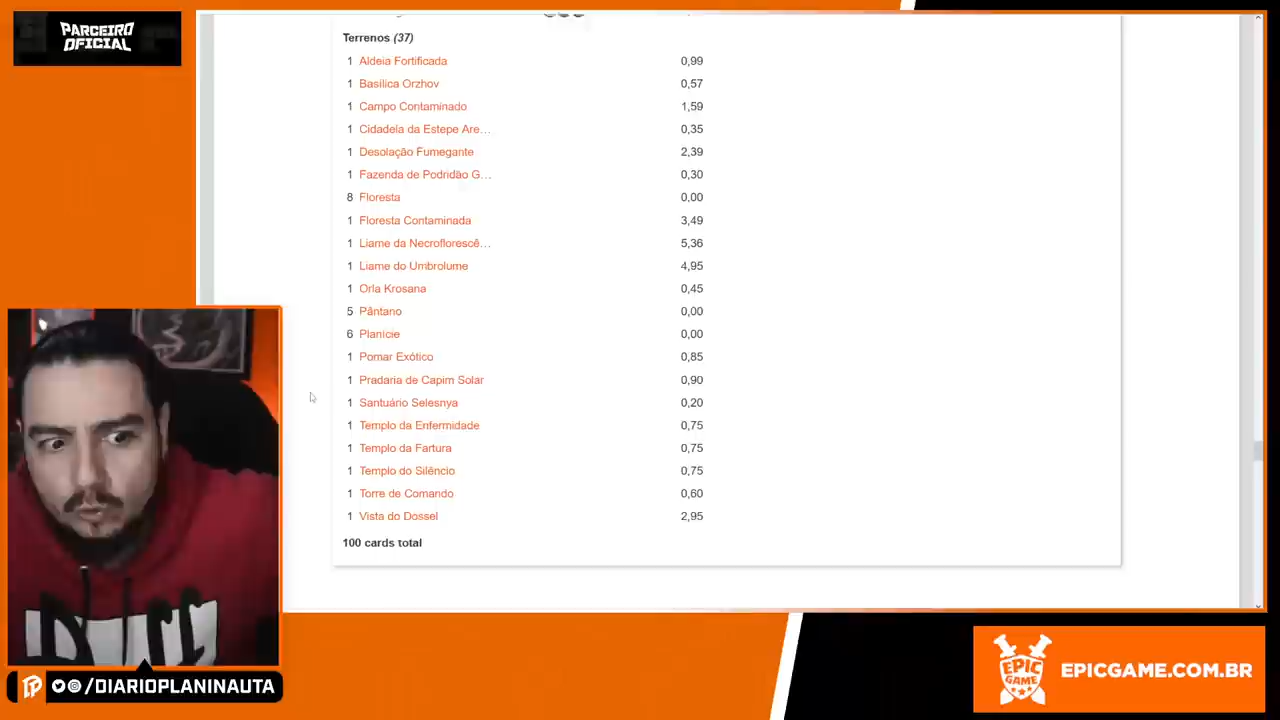 PARCEIRO
OFICIAL
Terrenos (37)
1 Aldeia Fortificada 0,99
1 Basílica Orzhov 0,57
1 Campo Contaminado 1,59
1 Cidadela da Estepe Are... 0,35
1 Desolação Fumegante 2,39
1 Fazenda de Podridão G... 0,30
8 Floresta 0,00
1 Floresta Contaminada 3,49
1 Liame da Necroflorescê... 5,36
1 Liame do Umbrolume 4,95
1 Orla Krosana 0,45
5 Pântano 0,00
6 Planície 0,00
1 Pomar Exótico 0,85
1 Pradaria de Capim Solar 0,90
1 Santuário Selesnya 0,20
1 Templo da Enfermidade 0,75
1 Templo da Fartura 0,75
1 Templo do Silêncio 0,75
1 Torre de Comando 0,60
1 Vista do Dossel 2,95
100 cards total
/DIARIOPLANINAUTA
EPIC
GAME
EPICGAME.COM.BR